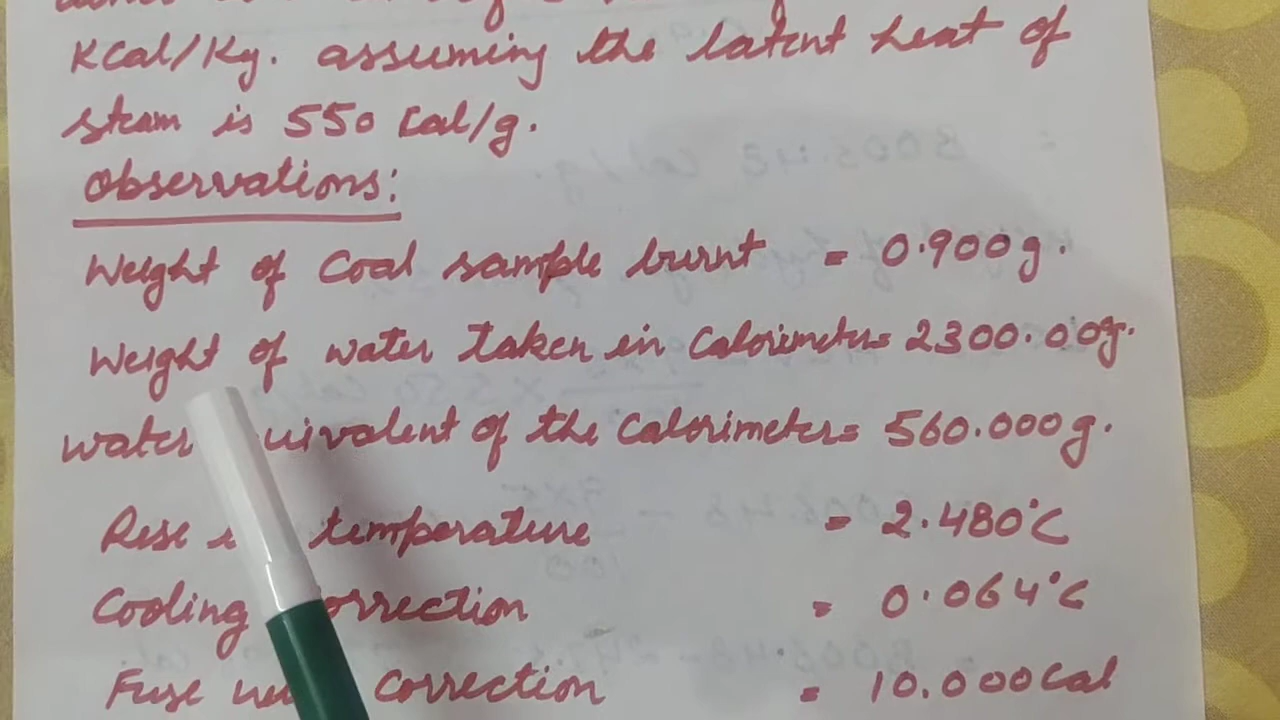 KCal/Kg. assuming the latent heat of
steam is 550 Cal/g.
Observations:
Weight of Coal sample burnt = 0.900g.
Weight of water taken in Calorimeter = 2300.00g.
water uivalent of the Calorimeter = 560.000g.
Rise i temperature = 2.480°C
Cooling orrection = 0.064°C
Fuse correction = 10.000Cal